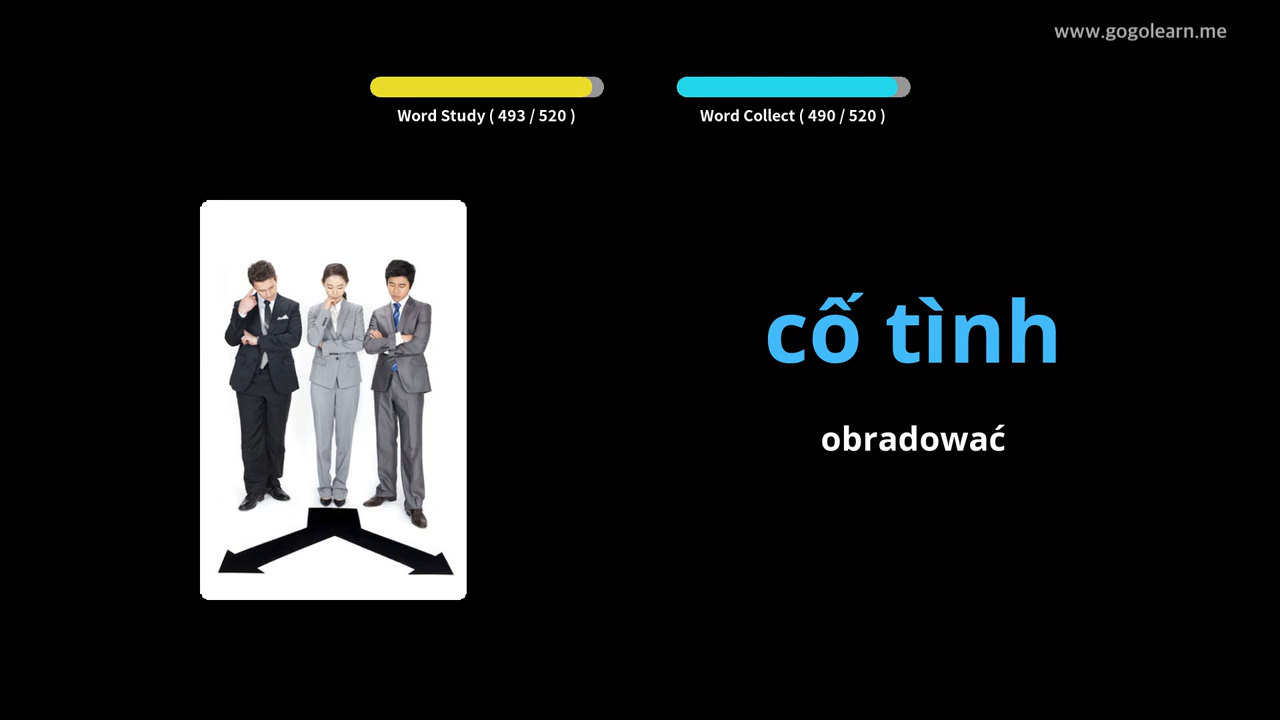 www.gogolearn.me
Word Study ( 493 / 520 )
Word Collect ( 490 / 520 )
cố tình
obradować